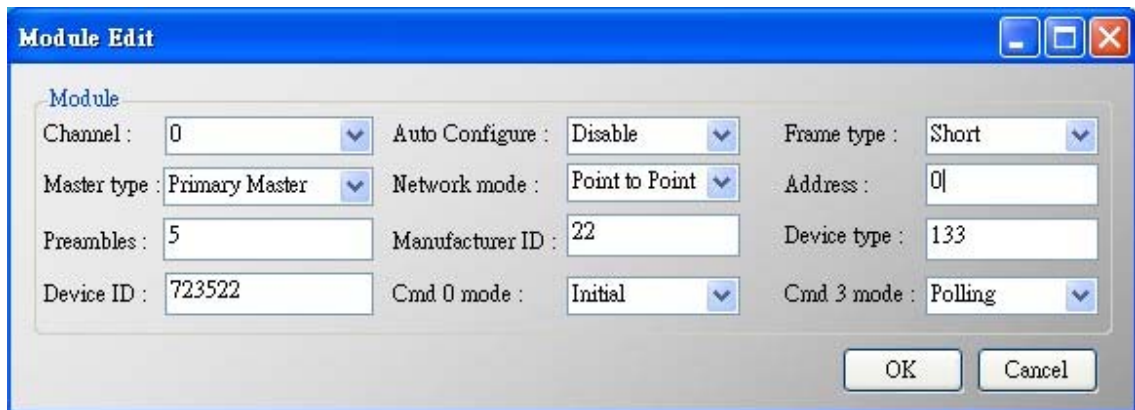 Module Edit
Module
Channel : 0 Auto Configure : Disable Frame type : Short
Master type : Primary Master Network mode : Point to Point Address : 0
Preambles : 5 Manufacturer ID : 22 Device type : 133
Device ID : 723522 Cmd 0 mode : Initial Cmd 3 mode : Polling
OK Cancel